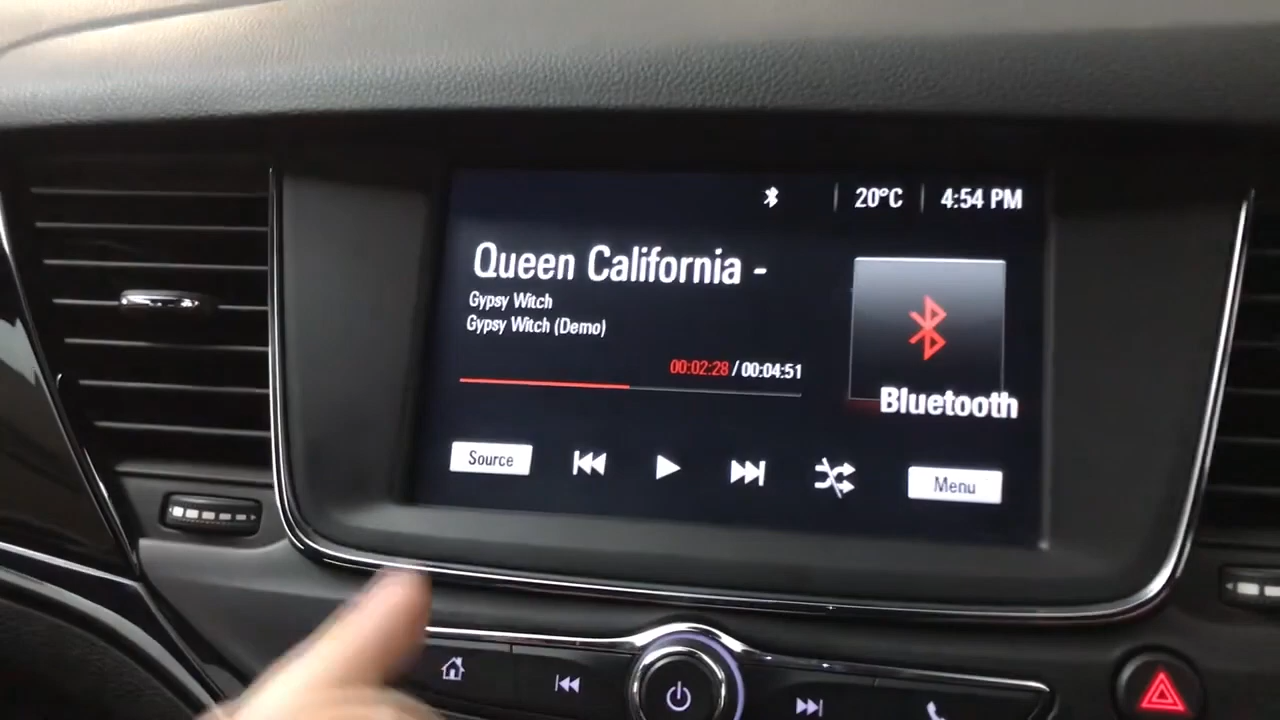 20°C 4:54 PM
Queen California -
Gypsy Witch
Gypsy Witch (Demo)
00:02:28 / 00:04:51
Bluetooth
Source
Menu